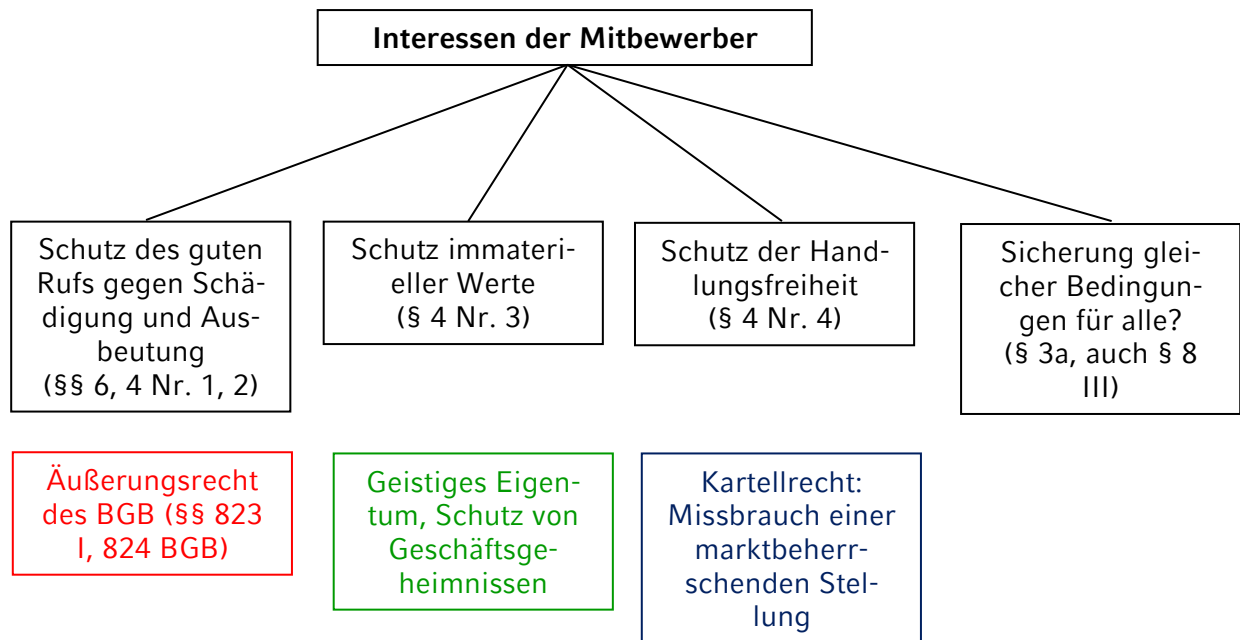 Interessen der Mitbewerber
Schutz des guten
Rufs gegen Schä-
digung und Aus-
beutung
(§§ 6, 4 Nr. 1, 2)
Schutz immateri-
eller Werte
(§ 4 Nr. 3)
Schutz der Hand-
lungsfreiheit
(§ 4 Nr. 4)
Sicherung glei-
cher Bedingun-
gen für alle?
(§ 3a, auch § 8
III)
Äußerungsrecht
des BGB (§§ 823
I, 824 BGB)
Geistiges Eigen-
tum, Schutz von
Geschäftsge-
heimnissen
Kartellrecht:
Missbrauch einer
marktbeherr-
schenden Stel-
lung